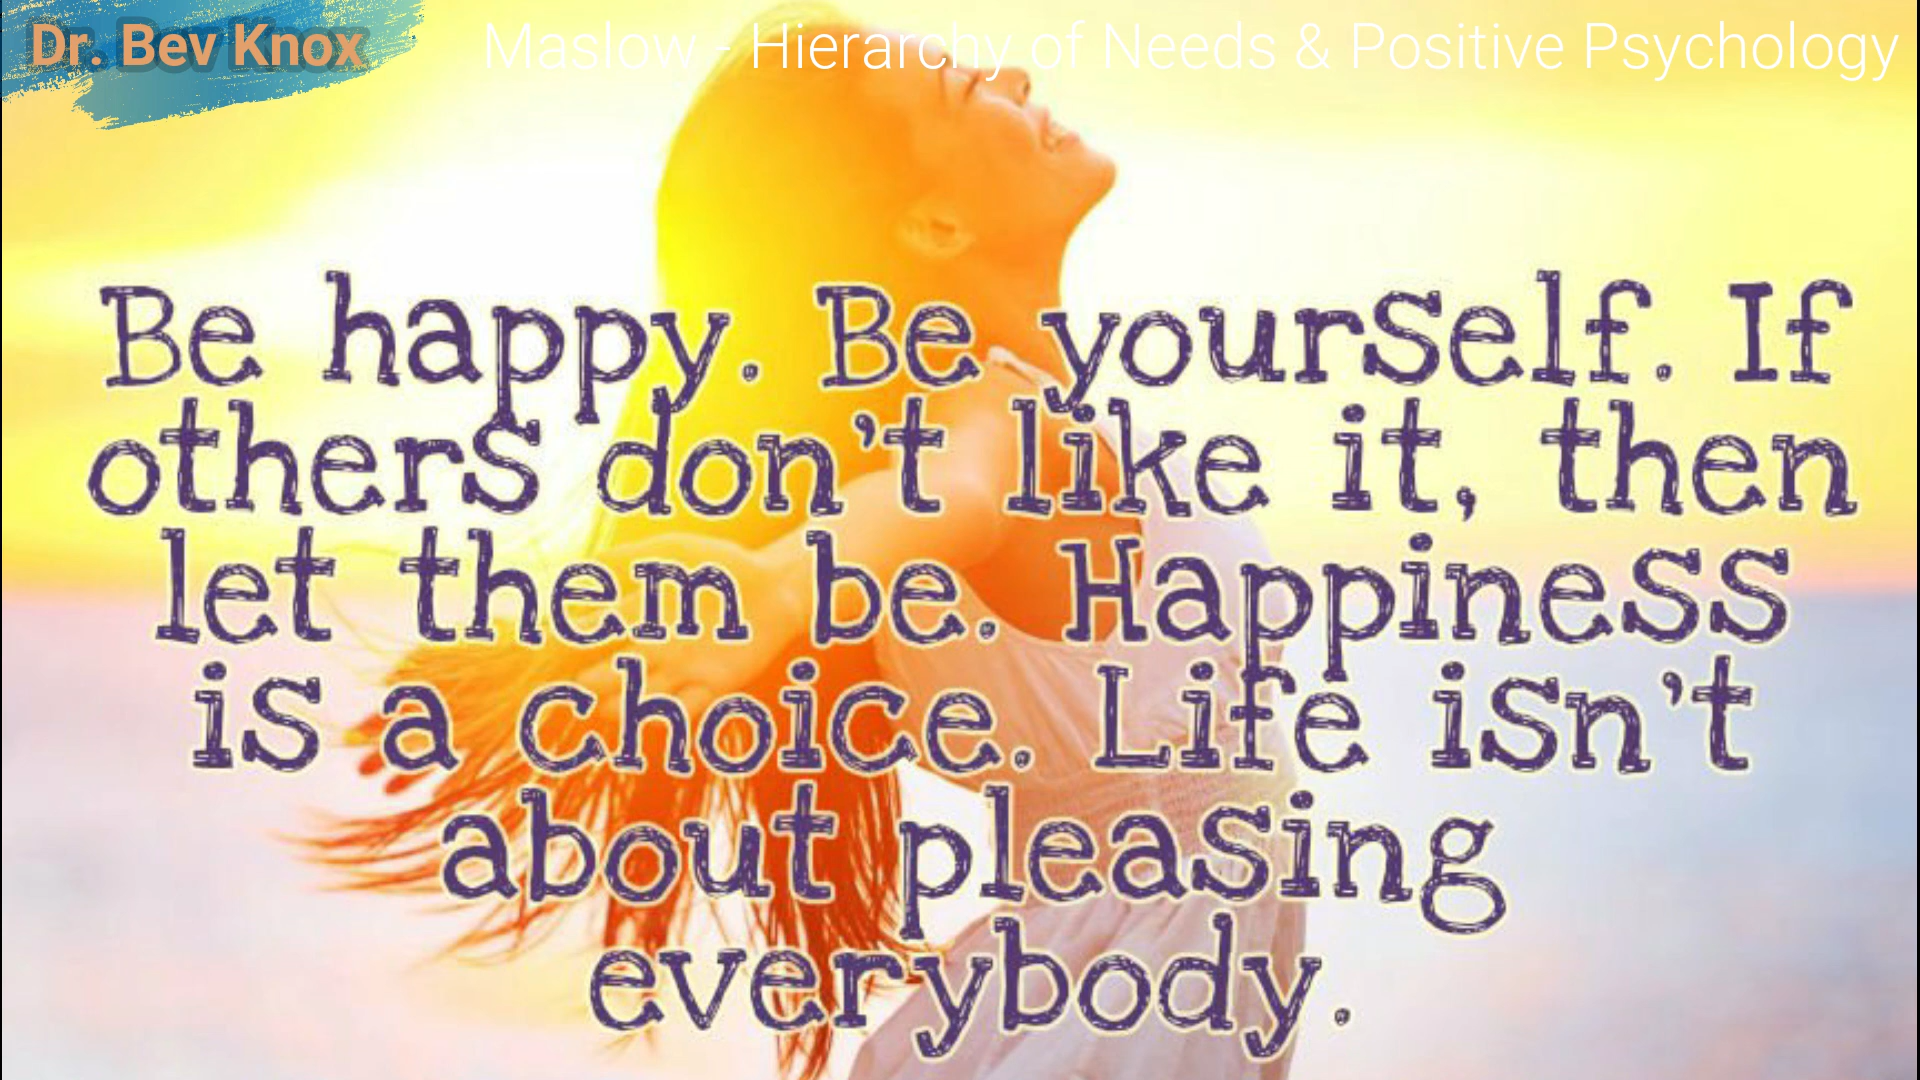 Dr. Bev Knox
Maslow - Hierarchy of Needs & Positive Psychology
Be happy. Be yourself. If
others don't like it, then
let them be. Happiness
is a choice. Life isn't
about pleasing
everybody.